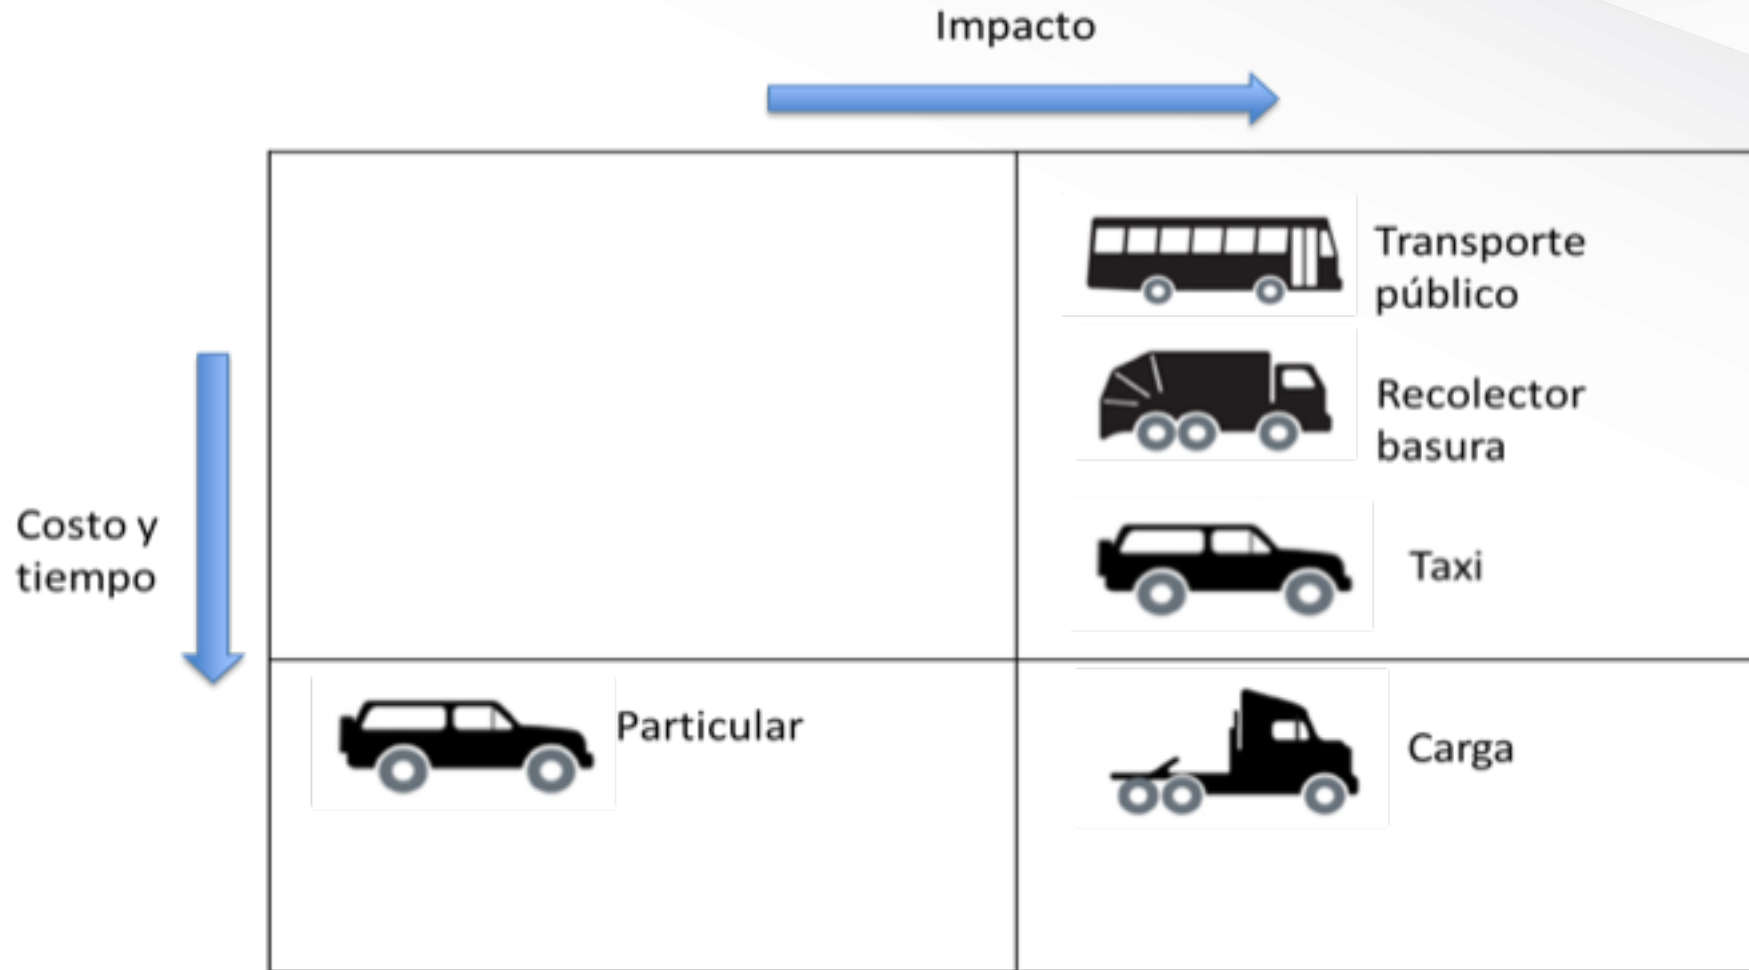 Impacto
Transporte
público
Recolector
basura
Costo y
tiempo
Taxi
Particular
Carga